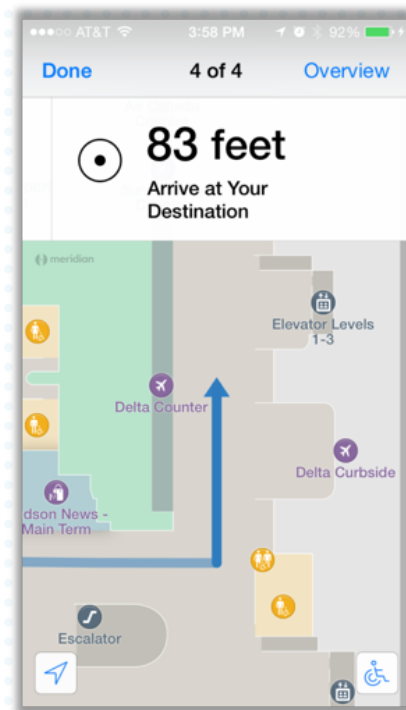 AT&T 3:58 PM 92%
Done 4 of 4 Overview
83 feet
Arrive at Your
Destination
meridian
Elevator Levels
1-3
Delta Counter
Delta Curbside
dson News -
Main Term
Escalator